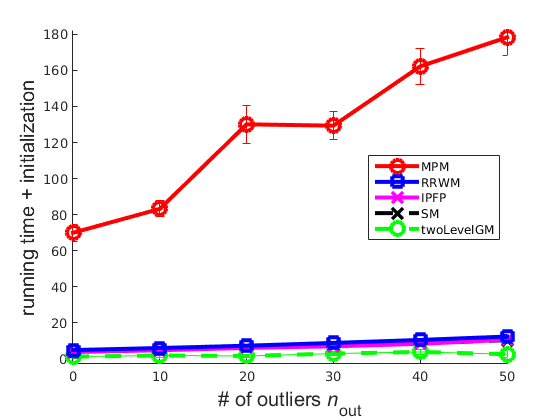 180
160
140
120
100
80
60
40
20
0
running time + initialization
MPM
RRWM
IPFP
SM
twoLevelGM
0 10 20 30 40 50
# of outliers n_out